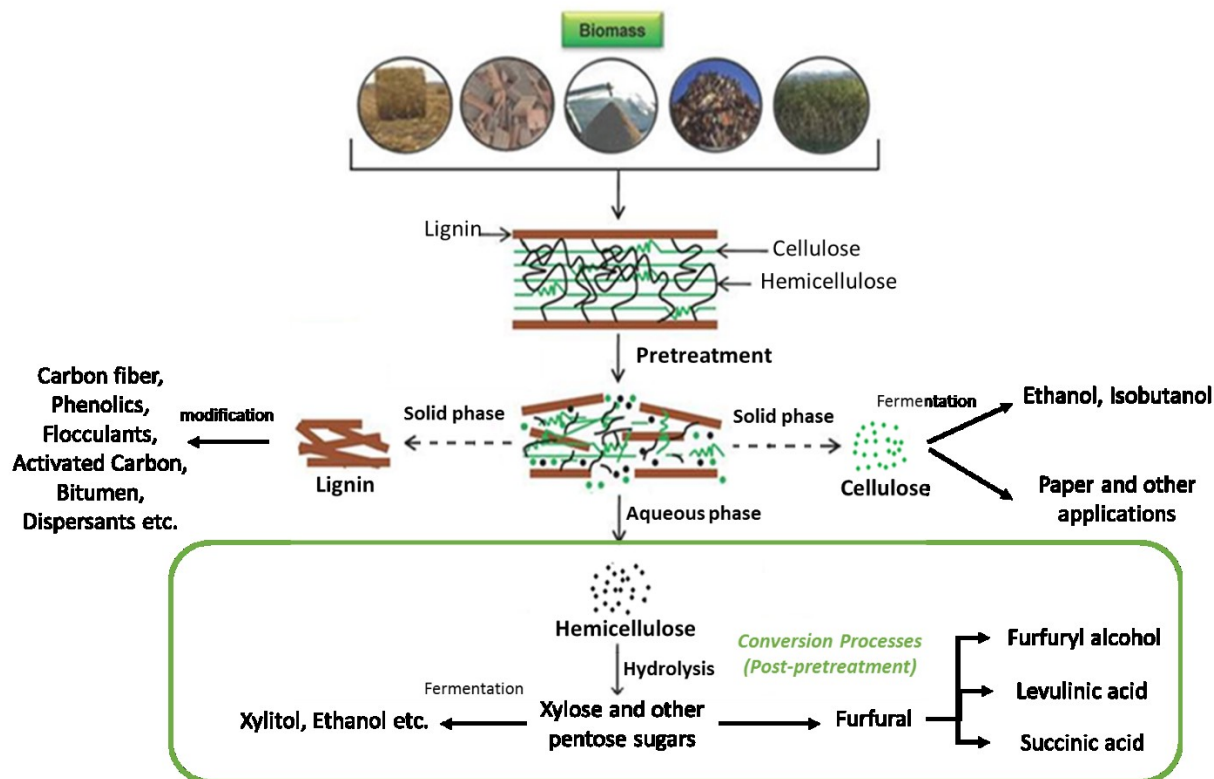 Biomass
Lignin
Cellulose
Hemicellulose
Pretreatment
Carbon fiber,
Phenolics,
Flocculants,
Activated Carbon,
Bitumen,
Dispersants etc.
modification
Solid phase
Lignin
Solid phase
Cellulose
Fermentation
Ethanol, Isobutanol
Paper and other
applications
Aqueous phase
Hemicellulose
Hydrolysis
Conversion Processes
(Post-pretreatment)
Fermentation
Xylitol, Ethanol etc.
Xylose and other
pentose sugars
Furfural
Furfuryl alcohol
Levulinic acid
Succinic acid